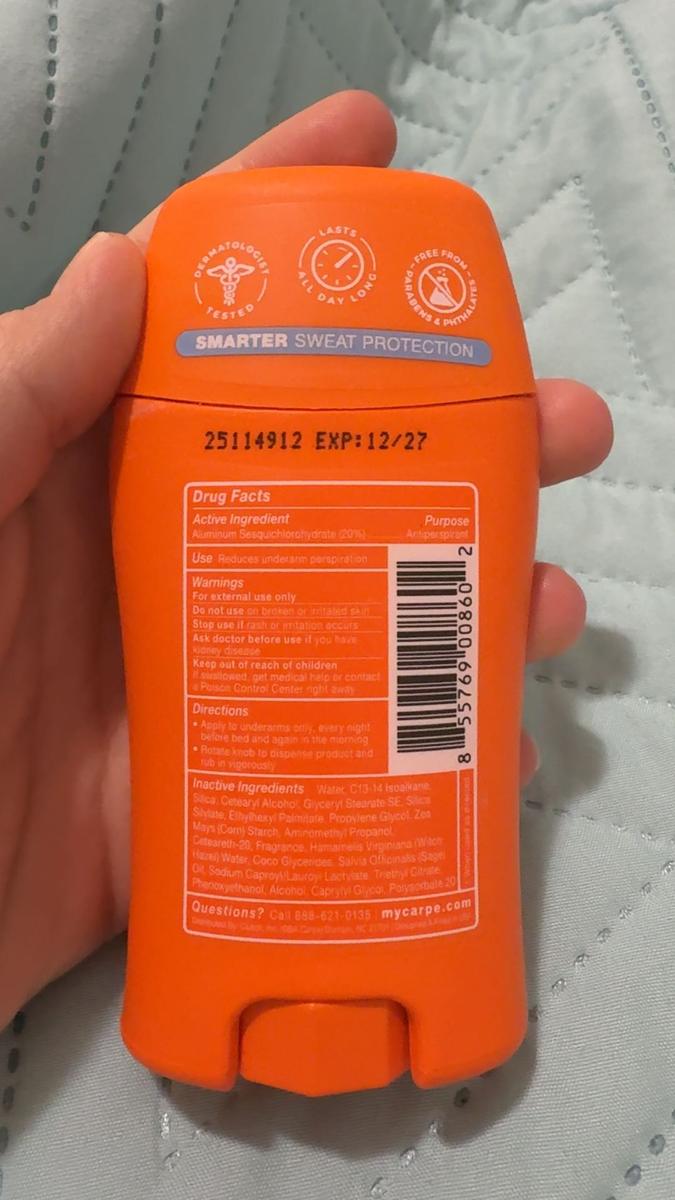 DERMATOLOGIST TESTED
LASTS ALL DAY LONG
FREE FROM PARABENS & PHTHALATES
SMARTER SWEAT PROTECTION
25114912 EXP:12/27
Drug Facts
Active Ingredient Purpose
Aluminum Sesquichlorohydrate (20%) Antiperspirant
Use Reduces underarm perspiration
Warnings
For external use only
Do not use on broken or irritated skin
Stop use if rash or irritation occurs
Ask doctor before use if you have
kidney disease
Keep out of reach of children
If swallowed, get medical help or contact
a Poison Control Center right away
Directions
• Apply to underarms only, every night
before bed and again in the morning
• Rotate knob to dispense product and
rub in vigorously
8 55769 00860 2
Inactive Ingredients Water, C13-14 Isoalkane,
Silica, Cetearyl Alcohol, Glyceryl Stearate SE, Silica
Silylate, Ethylhexyl Palmitate, Propylene Glycol, Zea
Mays (Corn) Starch, Aminomethyl Propanol,
Ceteareth-20, Fragrance, Hamamelis Virginiana (Witch
Hazel) Water, Coco Glycerides, Salvia Officinalis (Sage)
Oil, Sodium Caproyl/Lauroyl Lactylate, Triethyl Citrate,
Phenoxyethanol, Alcohol, Caprylyl Glycol, Polysorbate 20
Questions? Call 888-621-0135 | mycarpe.com
Distributed by: Clutch, Inc. Durham, NC 27701